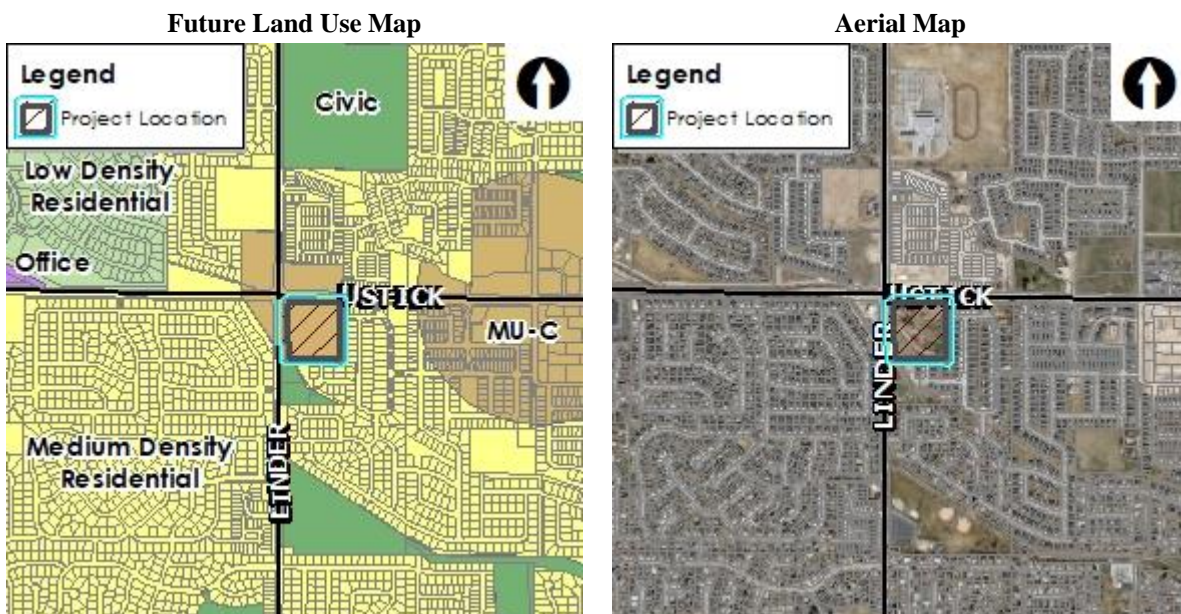 Future Land Use Map
Legend
Project Location
Civic
Low Density
Residential
Office
USTICK
MU-C
Medium Density
Residential
LINDER
Aerial Map
Legend
Project Location
USTICK
LINDER